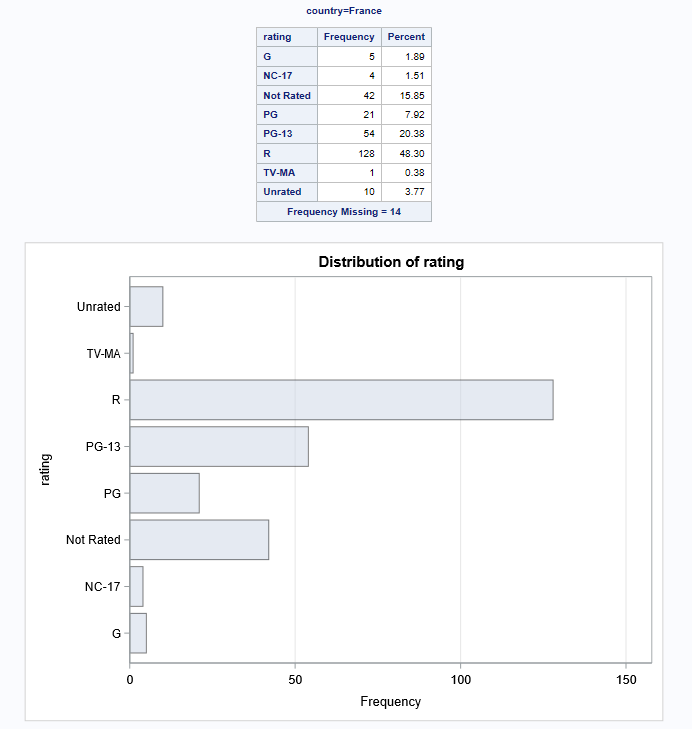 country=France
rating Frequency Percent
G 5 1.89
NC-17 4 1.51
Not Rated 42 15.85
PG 21 7.92
PG-13 54 20.38
R 128 48.30
TV-MA 1 0.38
Unrated 10 3.77
Frequency Missing = 14
Distribution of rating
Unrated
TV-MA
R
PG-13
rating
PG
Not Rated
NC-17
G
0 50 100 150
Frequency